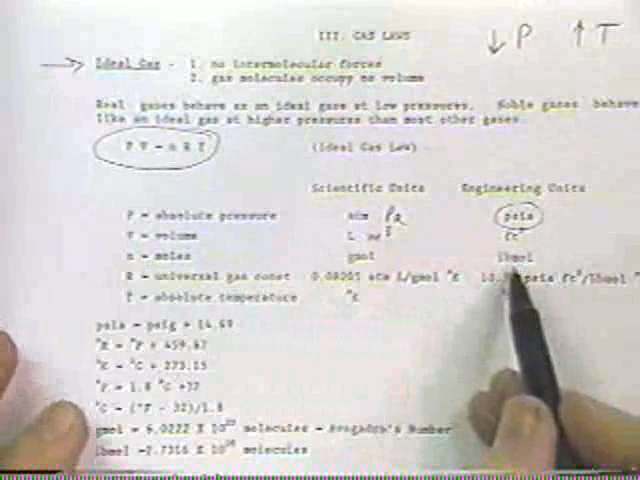 III. GAS LAWS ↓ P ↑ T
→ Ideal Gas - 1. no intermolecular forces
2. gas molecules occupy no volume
Real gases behave as an ideal gas at low pressures. Noble gases behave
like an ideal gas at higher pressures than most other gases.
P V = n R T (Ideal Gas Law)
Scientific Units Engineering Units
P = absolute pressure atm psia
V = volume L ft³
n = moles gmol lbmol
R = universal gas const 0.08205 atm L/gmol °K psia ft³/lbmol
T = absolute temperature °K
psia = psig + 14.69
°R = °F + 459.67
°K = °C + 273.15
°F = 1.8 °C +32
°C = (°F - 32)/1.8
gmol = 6.0222 X 10²³ molecules = Avogadro's Number
lbmol =2.7316 X 10²⁶ molecules